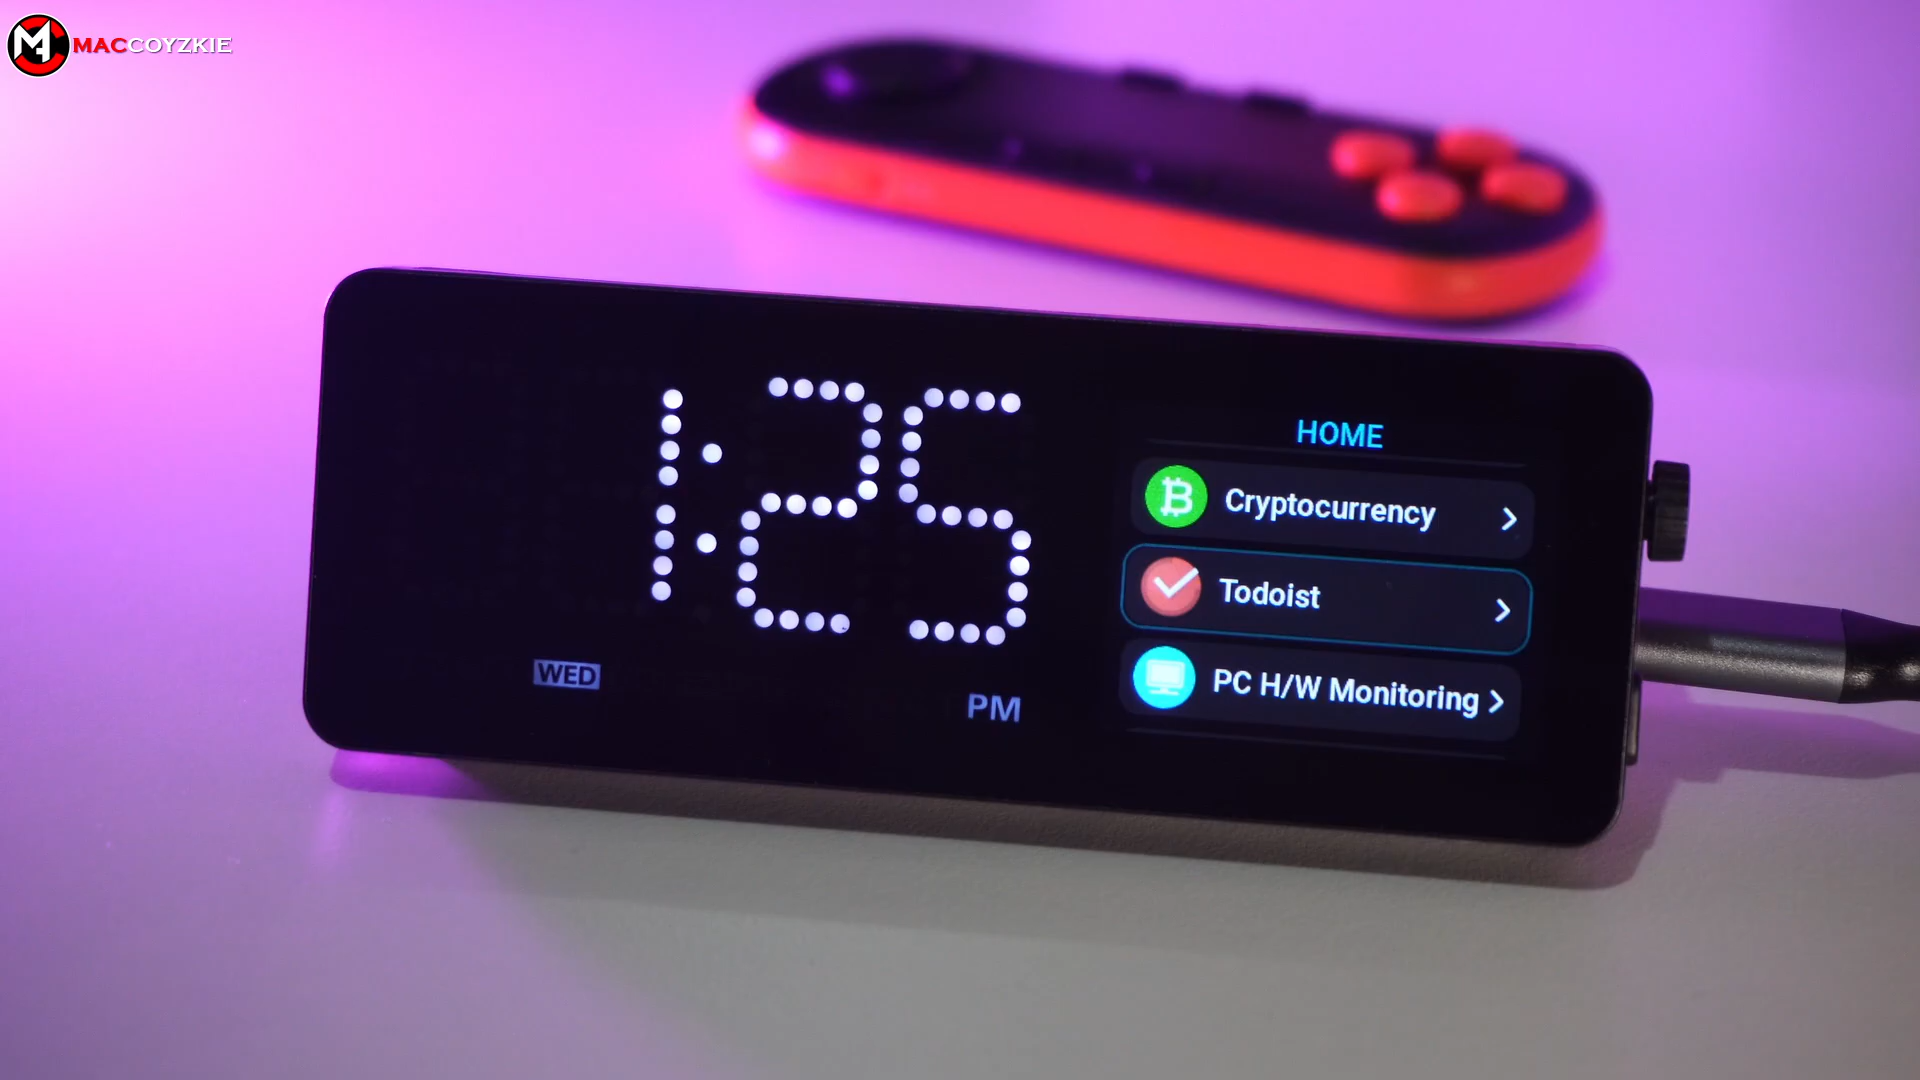 MACCOYZKIE
1:25
WED
PM
HOME
Cryptocurrency
Todoist
PC H/W Monitoring